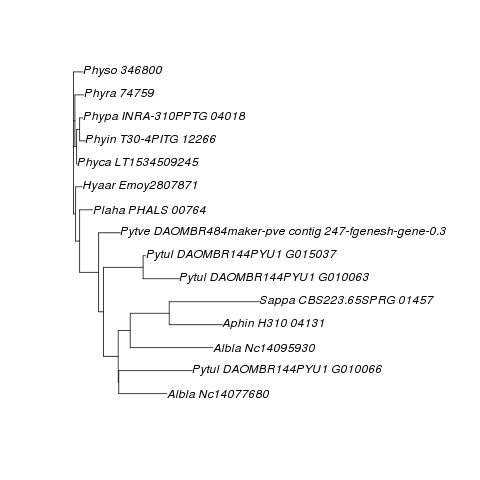 Physo 346800
Phyra 74759
Phypa INRA-310PPTG 04018
Phyin T30-4PITG 12266
Phyca LT1534509245
Hyaar Emoy2807871
Plaha PHALS 00764
Pytve DAOMBR484maker-pve contig 247-fgenesh-gene-0.3
Pytul DAOMBR144PYU1 G015037
Pytul DAOMBR144PYU1 G010063
Sappa CBS223.65SPRG 01457
Aphin H310 04131
Albla Nc14095930
Pytul DAOMBR144PYU1 G010066
Albla Nc14077680